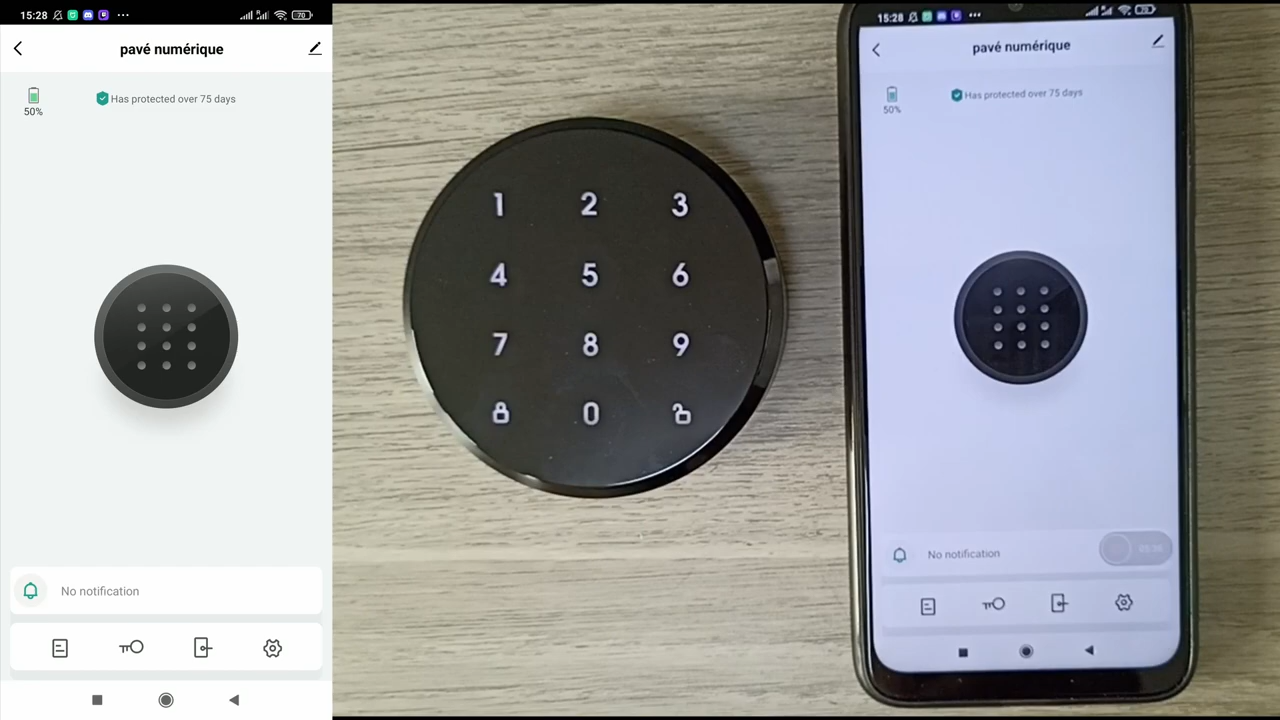 15:28
70
pavé numérique
50%
Has protected over 75 days
No notification
1 2 3
4 5 6
7 8 9
0
15:28
70
pavé numérique
50%
Has protected over 75 days
No notification